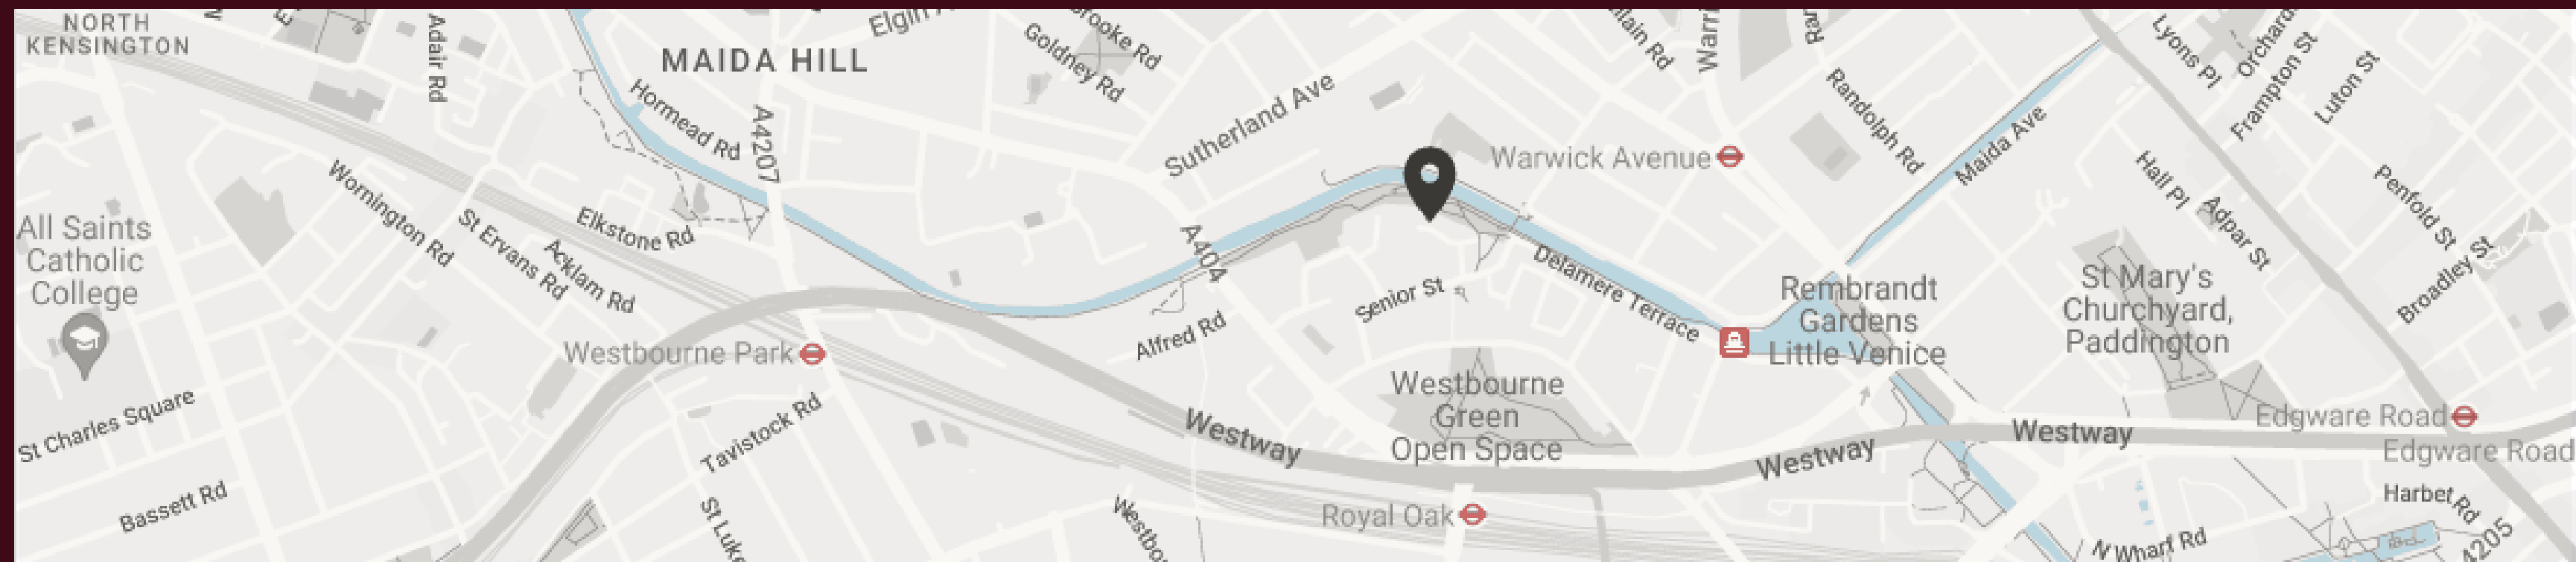 NORTH
KENSINGTON
Adair Rd
MAIDA HILL
Elgin
Goldney Rd
Hormead Rd
A4207
Sutherland Ave
Warwick Avenue
Randolph Rd
Maida Ave
Lyons Pl
Frampton St
Luton St
Hall Pl
Adpar St
Penfold St
Broadley St
All Saints
Catholic
College
Wornington Rd
St Ervans Rd
Acklam Rd
Elkstone Rd
A404
Senior St
Delamere Terrace
Rembrandt
Gardens
Little Venice
St Mary's
Churchyard,
Paddington
Westbourne Park
Alfred Rd
Westbourne
Green
Open Space
St Charles Square
Tavistock Rd
Westway
Westway
Westway
Edgware Road
Edgware Road
Bassett Rd
St Luke
Westbo
Royal Oak
Harbet Rd
N Wharf Rd
4205